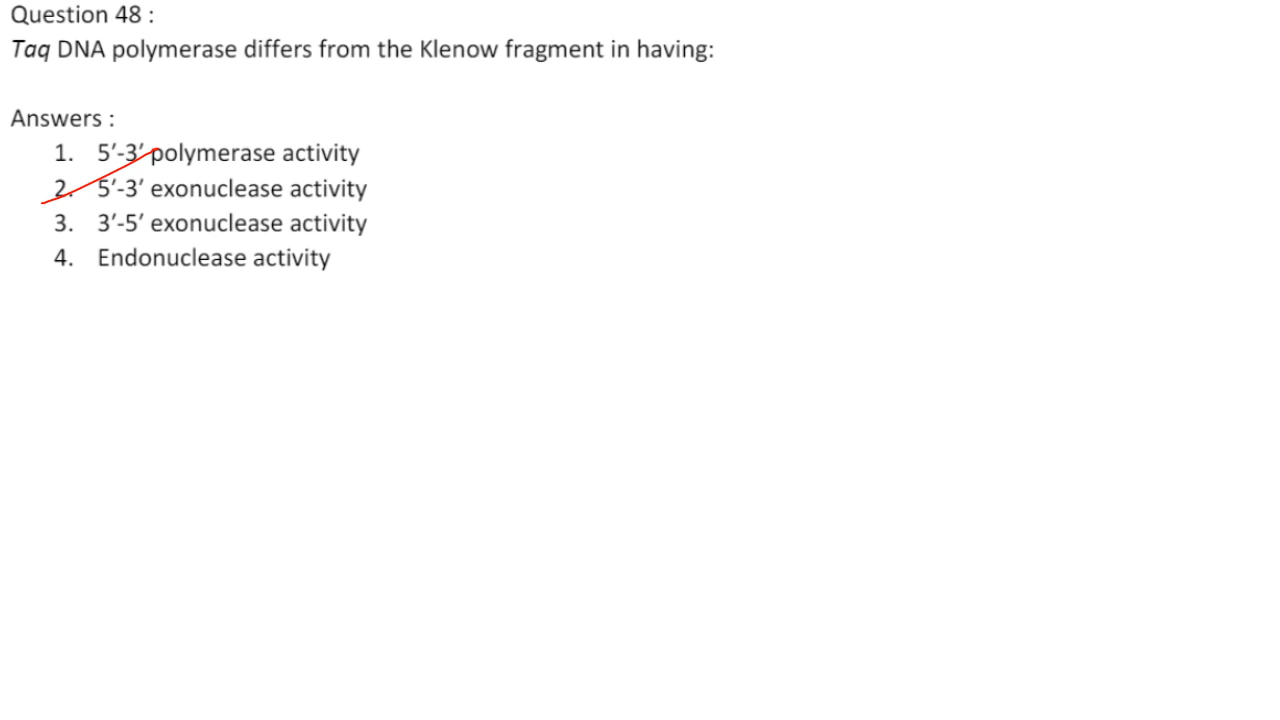 Question 48 :
Taq DNA polymerase differs from the Klenow fragment in having:
Answers :
1. 5′-3′ polymerase activity
2. 5′-3′ exonuclease activity
3. 3′-5′ exonuclease activity
4. Endonuclease activity